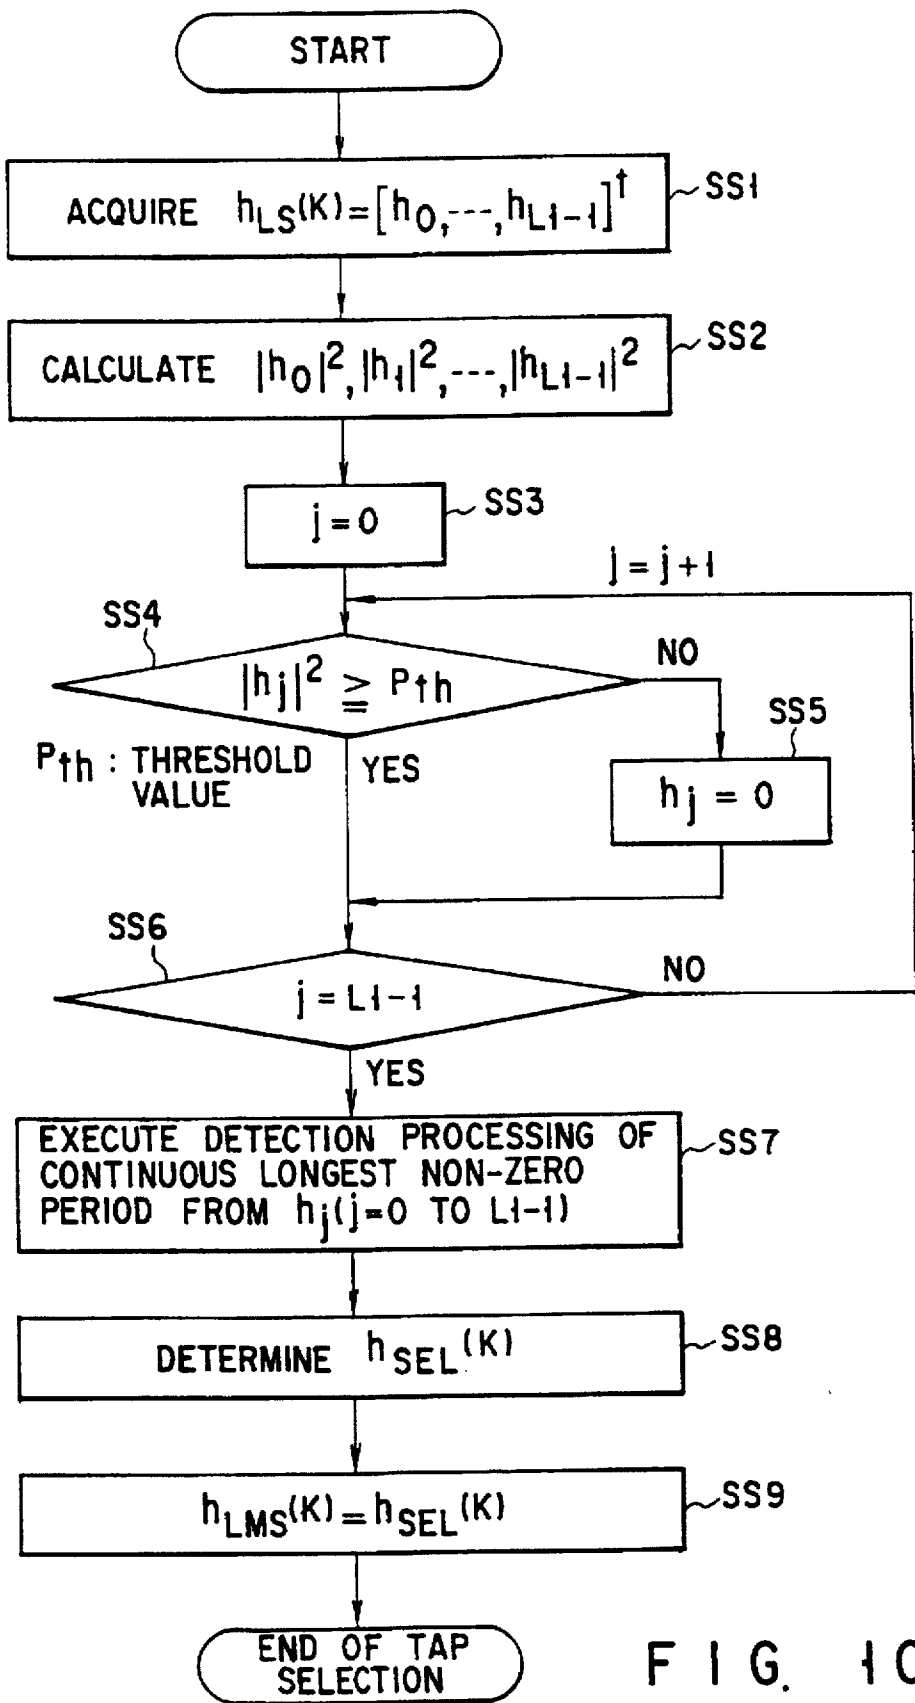 START
ACQUIRE h_LS(K)=[h_0,---,h_L1-1]^t
SS1
CALCULATE |h_0|^2,|h_1|^2,---,|h_L1-1|^2
SS2
j=0
SS3
j=j+1
SS4
|h_j|^2 ≧ P_th
NO
P_th : THRESHOLD
VALUE
YES
SS5
h_j = 0
SS6
j=L1-1
NO
YES
EXECUTE DETECTION PROCESSING OF
CONTINUOUS LONGEST NON-ZERO
PERIOD FROM h_j(j=0 TO L1-1)
SS7
DETERMINE h_SEL(K)
SS8
h_LMS(K)=h_SEL(K)
SS9
END OF TAP
SELECTION
FIG. 10